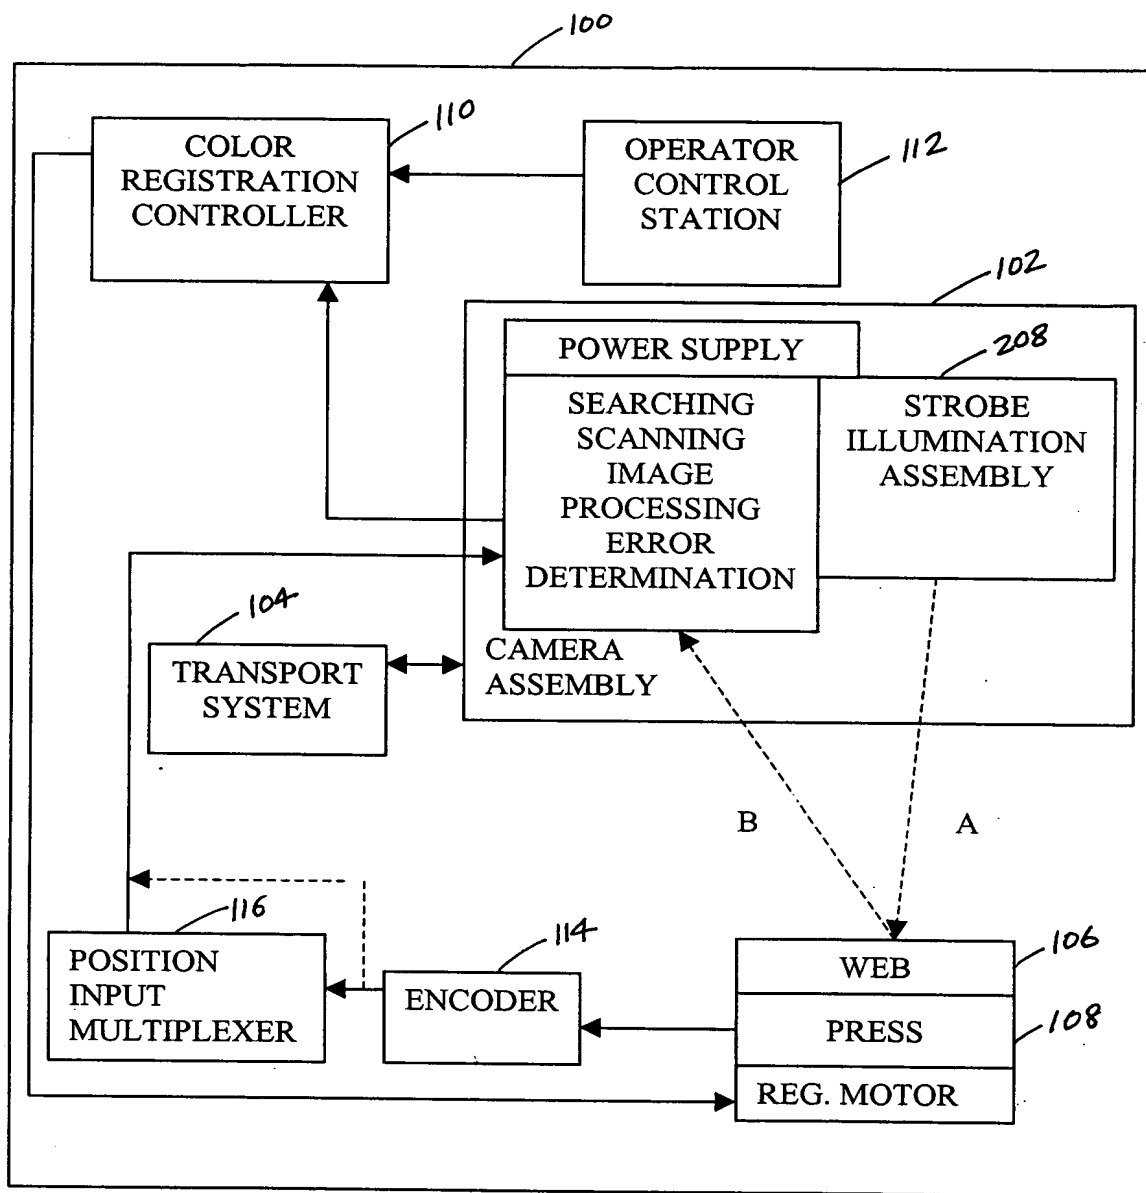 100
110
COLOR
REGISTRATION
CONTROLLER
OPERATOR
CONTROL
STATION
112
102
POWER SUPPLY
208
SEARCHING
SCANNING
IMAGE
PROCESSING
ERROR
DETERMINATION
STROBE
ILLUMINATION
ASSEMBLY
104
TRANSPORT
SYSTEM
CAMERA
ASSEMBLY
B
A
116
POSITION
INPUT
MULTIPLEXER
114
ENCODER
WEB
106
PRESS
108
REG. MOTOR